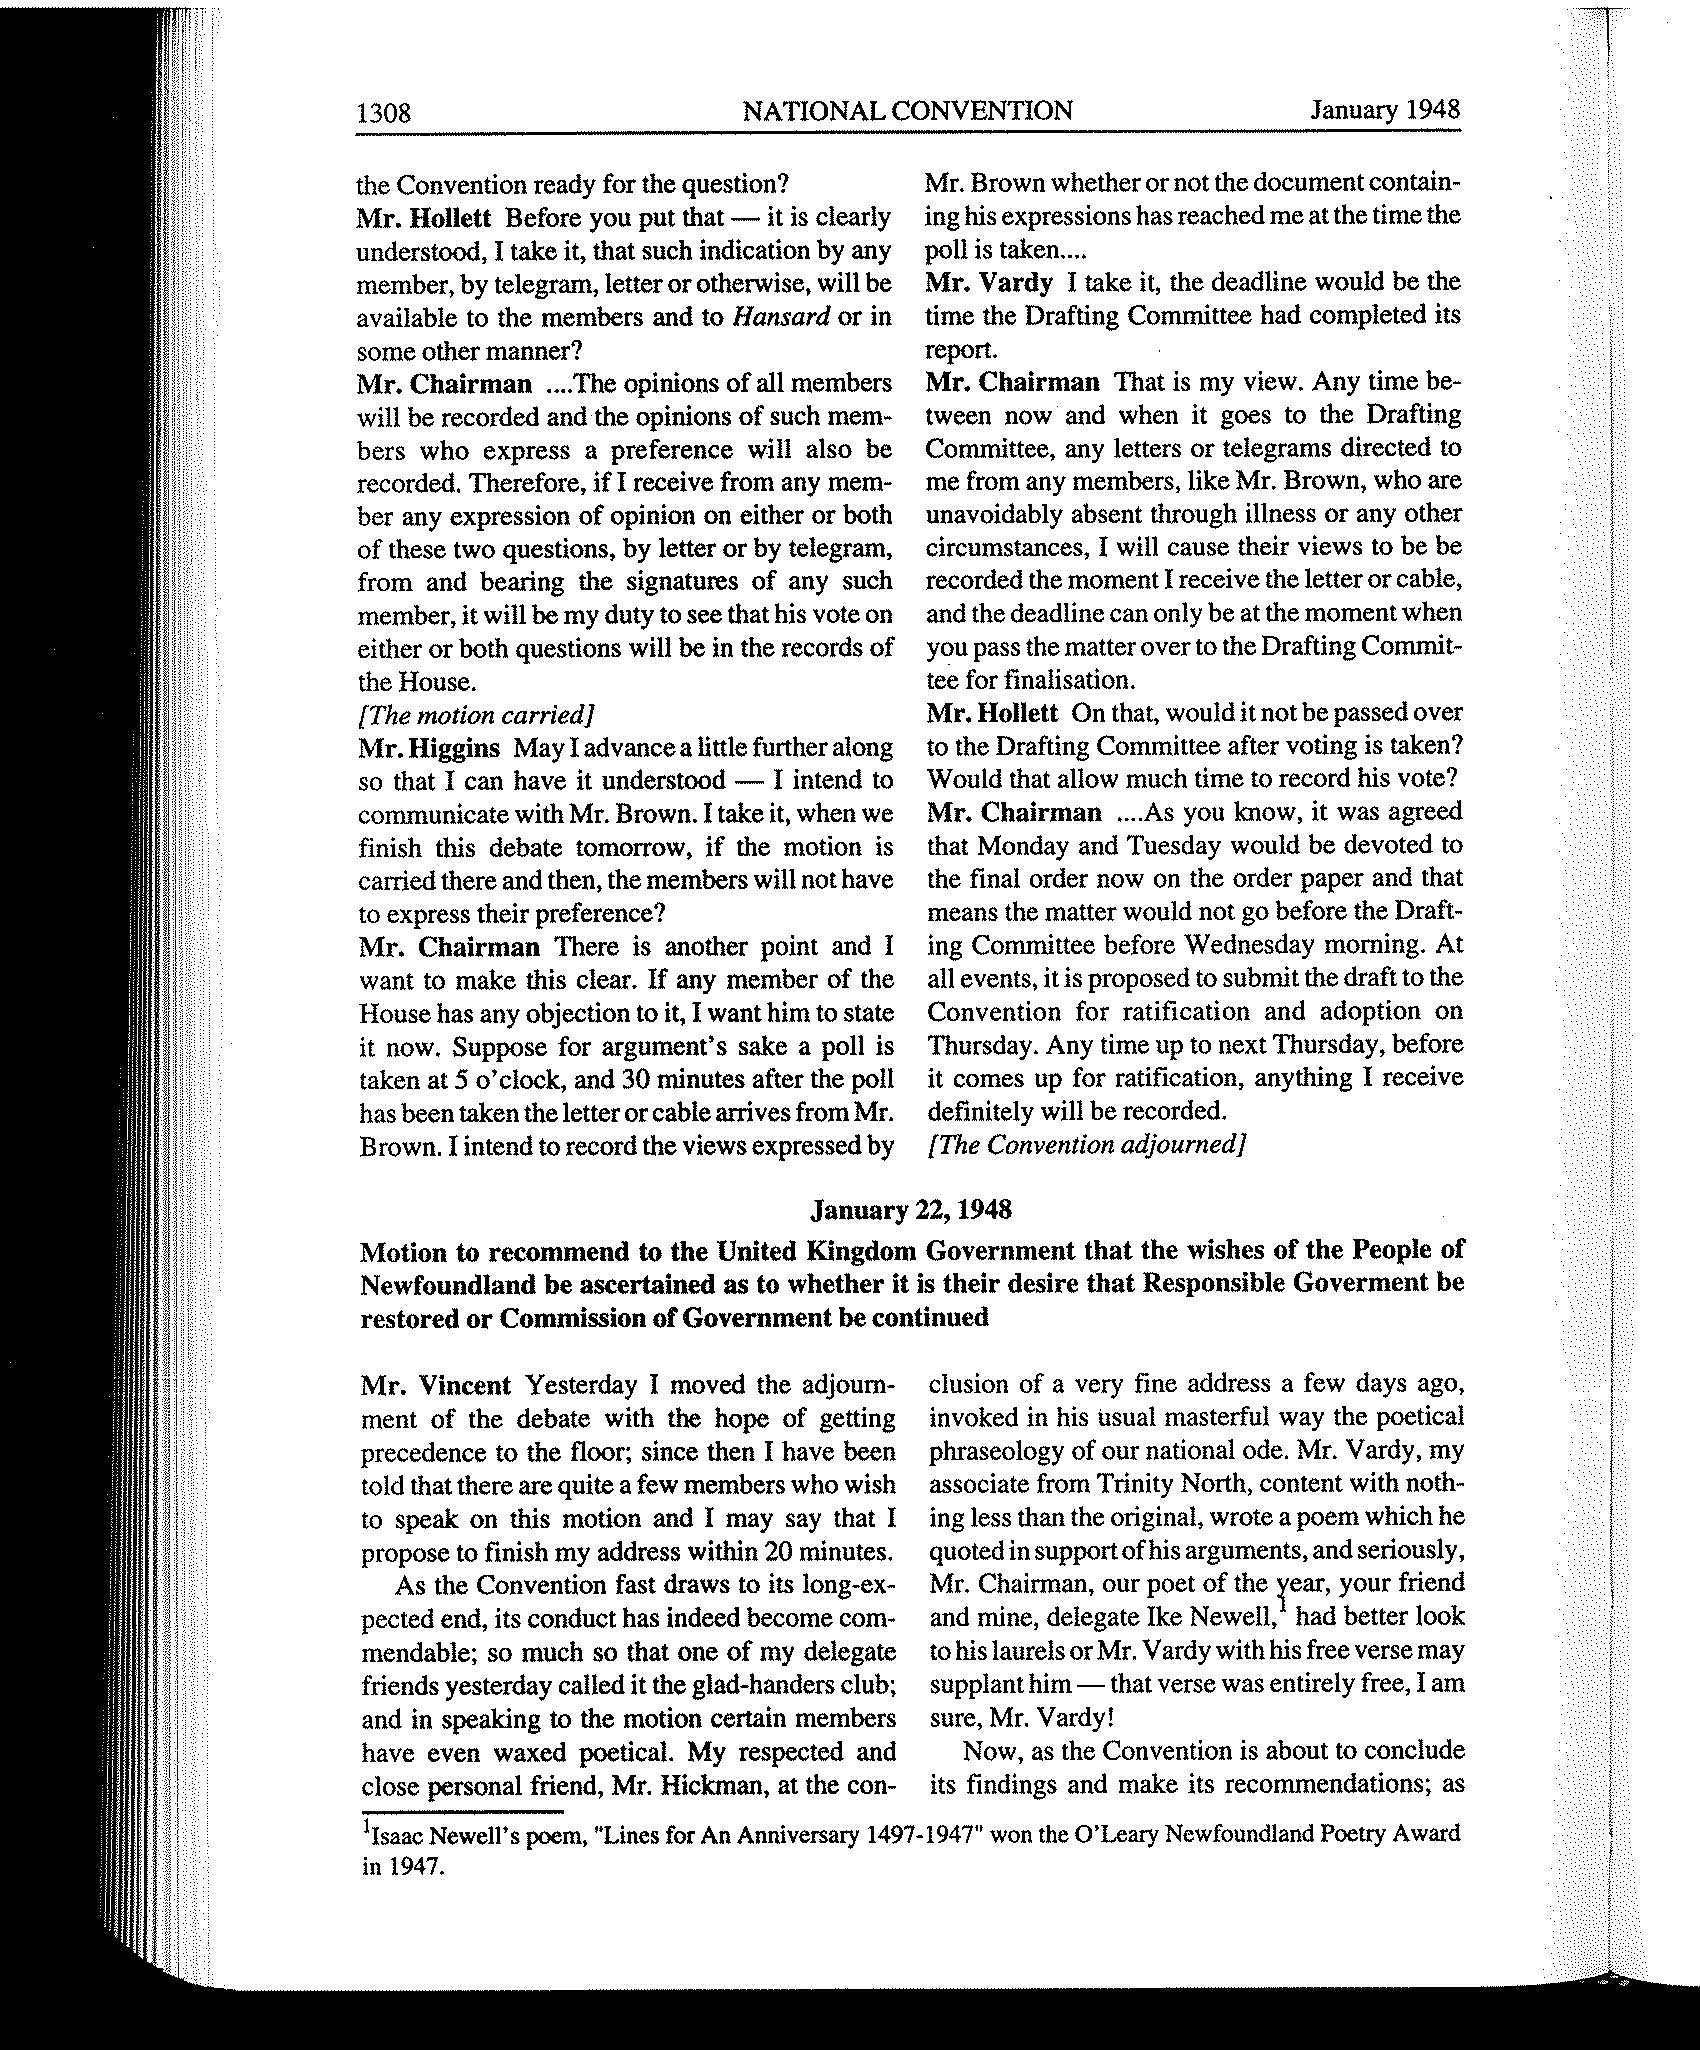 1308 NATIONAL CONVENTION January 1948
the Convention ready for the question?
Mr. Hollett Before you put that — it is clearly
understood, I take it, that such indication by any
member, by telegram, letter or otherwise, will be
available to the members and to Hansard or in
some other manner?
Mr. Chairman ....The opinions of all members
will be recorded and the opinions of such mem-
bers who express a preference will also be
recorded. Therefore, if I receive from any mem-
ber any expression of opinion on either or both
of these two questions, by letter or by telegram,
from and bearing the signatures of any such
member, it will be my duty to see that his vote on
either or both questions will be in the records of
the House.
[The motion carried]
Mr. Higgins May I advance a little further along
so that I can have it understood — I intend to
communicate with Mr. Brown. I take it, when we
finish this debate tomorrow, if the motion is
carried there and then, the members will not have
to express their preference?
Mr. Chairman There is another point and I
want to make this clear. If any member of the
House has any objection to it, I want him to state
it now. Suppose for argument's sake a poll is
taken at 5 o'clock, and 30 minutes after the poll
has been taken the letter or cable arrives from Mr.
Brown. I intend to record the views expressed by
Mr. Brown whether or not the document contain-
ing his expressions has reached me at the time the
poll is taken....
Mr. Vardy I take it, the deadline would be the
time the Drafting Committee had completed its
report.
Mr. Chairman That is my view. Any time be-
tween now and when it goes to the Drafting
Committee, any letters or telegrams directed to
me from any members, like Mr. Brown, who are
unavoidably absent through illness or any other
circumstances, I will cause their views to be be
recorded the moment I receive the letter or cable,
and the deadline can only be at the moment when
you pass the matter over to the Drafting Commit-
tee for finalisation.
Mr. Hollett On that, would it not be passed over
to the Drafting Committee after voting is taken?
Would that allow much time to record his vote?
Mr. Chairman ....As you know, it was agreed
that Monday and Tuesday would be devoted to
the final order now on the order paper and that
means the matter would not go before the Draft-
ing Committee before Wednesday morning. At
all events, it is proposed to submit the draft to the
Convention for ratification and adoption on
Thursday. Any time up to next Thursday, before
it comes up for ratification, anything I receive
definitely will be recorded.
[The Convention adjourned]
January 22, 1948
Motion to recommend to the United Kingdom Government that the wishes of the People of
Newfoundland be ascertained as to whether it is their desire that Responsible Goverment be
restored or Commission of Government be continued
Mr. Vincent Yesterday I moved the adjourn-
ment of the debate with the hope of getting
precedence to the floor; since then I have been
told that there are quite a few members who wish
to speak on this motion and I may say that I
propose to finish my address within 20 minutes.
As the Convention fast draws to its long-ex-
pected end, its conduct has indeed become com-
mendable; so much so that one of my delegate
friends yesterday called it the glad-handers club;
and in speaking to the motion certain members
have even waxed poetical. My respected and
close personal friend, Mr. Hickman, at the con-
clusion of a very fine address a few days ago,
invoked in his usual masterful way the poetical
phraseology of our national ode. Mr. Vardy, my
associate from Trinity North, content with noth-
ing less than the original, wrote a poem which he
quoted in support of his arguments, and seriously,
Mr. Chairman, our poet of the year, your friend
and mine, delegate Ike Newell,1 had better look
to his laurels or Mr. Vardy with his free verse may
supplant him — that verse was entirely free, I am
sure, Mr. Vardy!
Now, as the Convention is about to conclude
its findings and make its recommendations; as
1Isaac Newell's poem, "Lines for An Anniversary 1497-1947" won the O'Leary Newfoundland Poetry Award
in 1947.